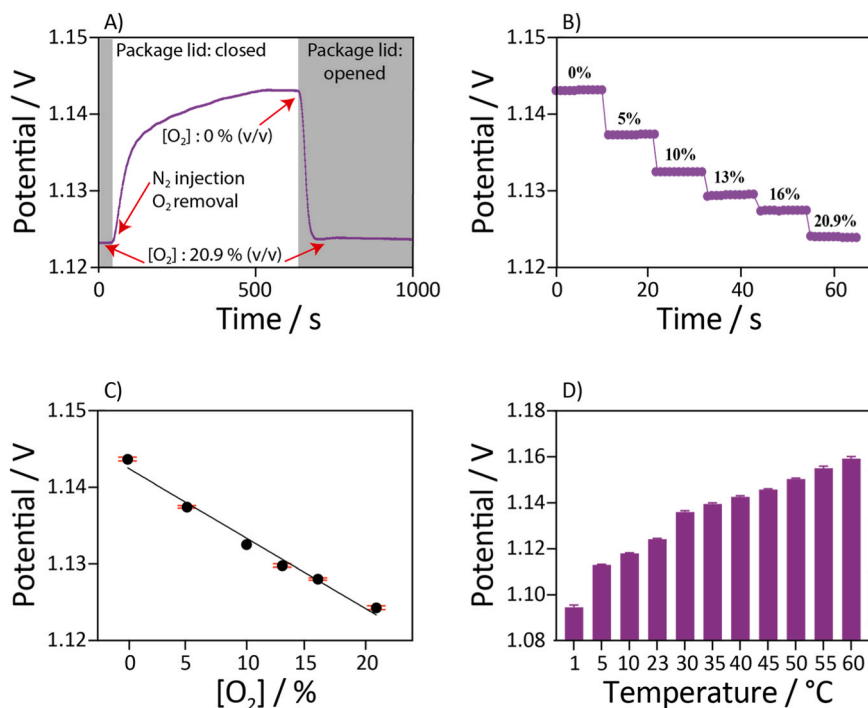 A)
1.15
1.14
1.13
1.12
Potential / V
Package lid: closed
Package lid:
opened
[O₂] : 0 % (v/v)
N₂ injection
O₂ removal
[O₂] : 20.9 % (v/v)
0
500
1000
Time / s
B)
1.15
1.14
1.13
1.12
Potential / V
0%
5%
10%
13%
16%
20.9%
0
20
40
60
Time / s
C)
1.15
1.14
1.13
1.12
Potential / V
0
5
10
15
20
[O₂] / %
D)
1.18
1.16
1.14
1.12
1.10
1.08
Potential / V
1 5 10 23 30 35 40 45 50 55 60
Temperature / °C